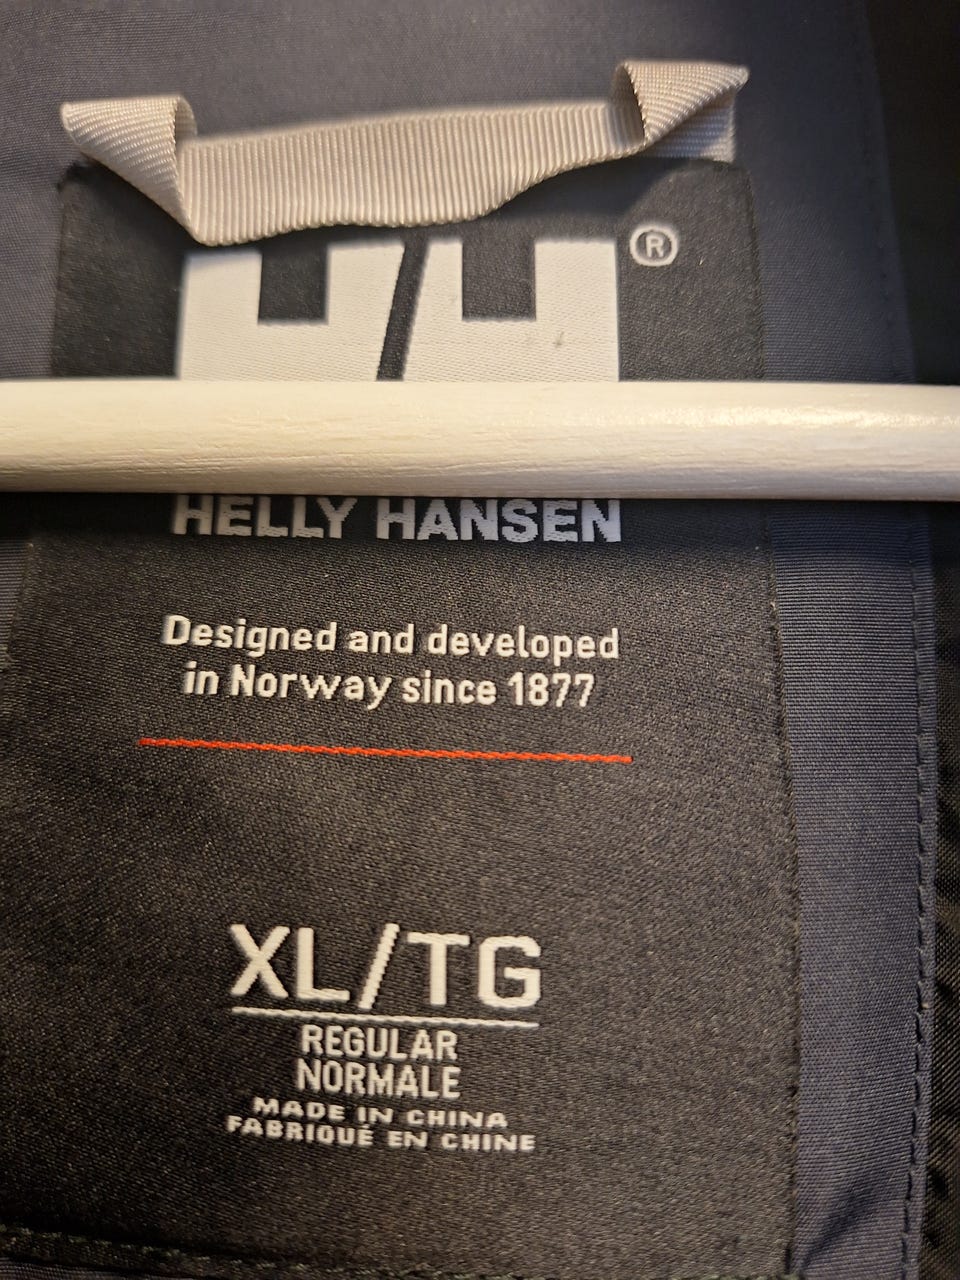 ®
HELLY HANSEN
Designed and developed
in Norway since 1877
XL/TG
REGULAR
NORMALE
MADE IN CHINA
FABRIQUÉ EN CHINE